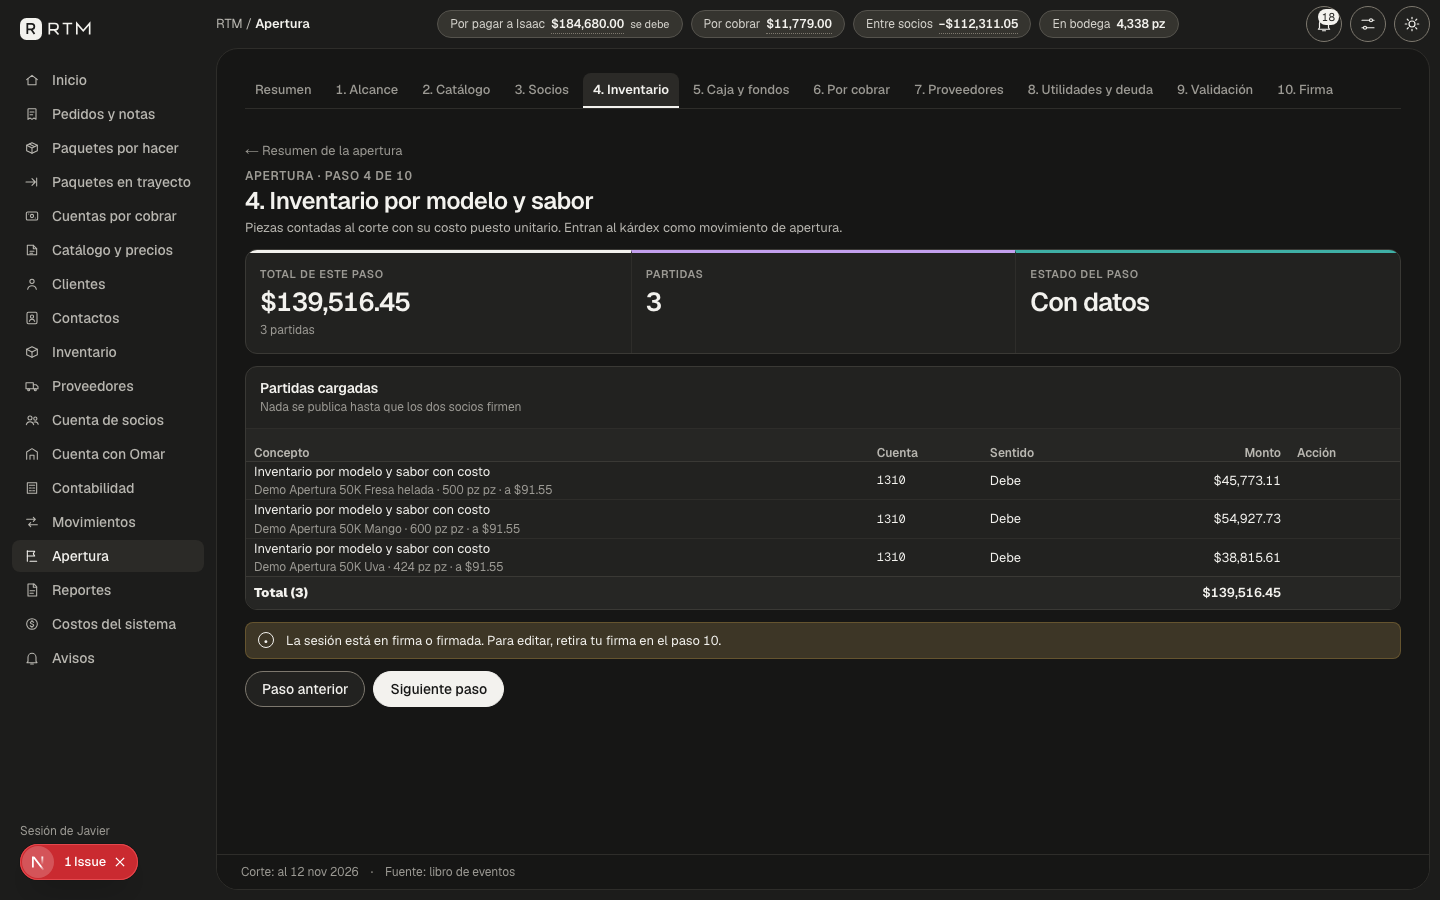 R RTM
RTM / Apertura
Por pagar a Isaac $184,680.00 se debe
Por cobrar $11,779.00
Entre socios −$112,311.05
En bodega 4,338 pz
18
Inicio
Pedidos y notas
Paquetes por hacer
Paquetes en trayecto
Cuentas por cobrar
Catálogo y precios
Clientes
Contactos
Inventario
Proveedores
Cuenta de socios
Cuenta con Omar
Contabilidad
Movimientos
Apertura
Reportes
Costos del sistema
Avisos
Sesión de Javier
N 1 Issue
Resumen 1. Alcance 2. Catálogo 3. Socios 4. Inventario 5. Caja y fondos 6. Por cobrar 7. Proveedores 8. Utilidades y deuda 9. Validación 10. Firma
← Resumen de la apertura
APERTURA · PASO 4 DE 10
4. Inventario por modelo y sabor
Piezas contadas al corte con su costo puesto unitario. Entran al kárdex como movimiento de apertura.
TOTAL DE ESTE PASO
$139,516.45
3 partidas
PARTIDAS
3
ESTADO DEL PASO
Con datos
Partidas cargadas
Nada se publica hasta que los dos socios firmen
Concepto Cuenta Sentido Monto Acción
Inventario por modelo y sabor con costo
Demo Apertura 50K Fresa helada · 500 pz pz · a $91.55
1310 Debe $45,773.11
Inventario por modelo y sabor con costo
Demo Apertura 50K Mango · 600 pz pz · a $91.55
1310 Debe $54,927.73
Inventario por modelo y sabor con costo
Demo Apertura 50K Uva · 424 pz pz · a $91.55
1310 Debe $38,815.61
Total (3) $139,516.45
La sesión está en firma o firmada. Para editar, retira tu firma en el paso 10.
Paso anterior Siguiente paso
Corte: al 12 nov 2026 · Fuente: libro de eventos